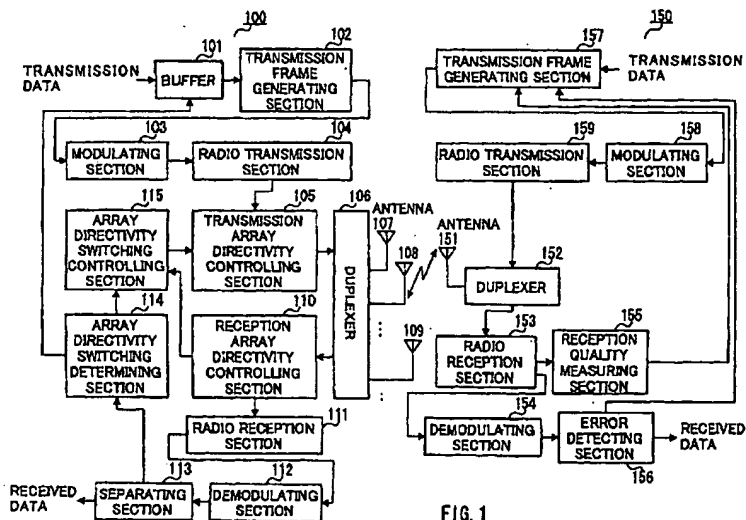 100
150
101
102
157
TRANSMISSION
DATA
BUFFER
TRANSMISSION
FRAME
GENERATING
SECTION
TRANSMISSION FRAME
GENERATING SECTION
TRANSMISSION
DATA
103
104
159
158
MODULATING
SECTION
RADIO TRANSMISSION
SECTION
RADIO TRANSMISSION
SECTION
MODULATING
SECTION
115
105
106
ARRAY
DIRECTIVITY
SWITCHING
CONTROLLING
SECTION
TRANSMISSION
ARRAY
DIRECTIVITY
CONTROLLING
SECTION
DUPLEXER
ANTENNA
107
108
109
ANTENNA
151
152
DUPLEXER
114
110
153
155
ARRAY
DIRECTIVITY
SWITCHING
DETERMINING
SECTION
RECEPTION
ARRAY
DIRECTIVITY
CONTROLLING
SECTION
RADIO
RECEPTION
SECTION
RECEPTION
QUALITY
MEASURING
SECTION
111
RADIO RECEPTION
SECTION
154
DEMODULATING
SECTION
ERROR
DETECTING
SECTION
156
RECEIVED
DATA
113
112
RECEIVED
DATA
SEPARATING
SECTION
DEMODULATING
SECTION
FIG. 1